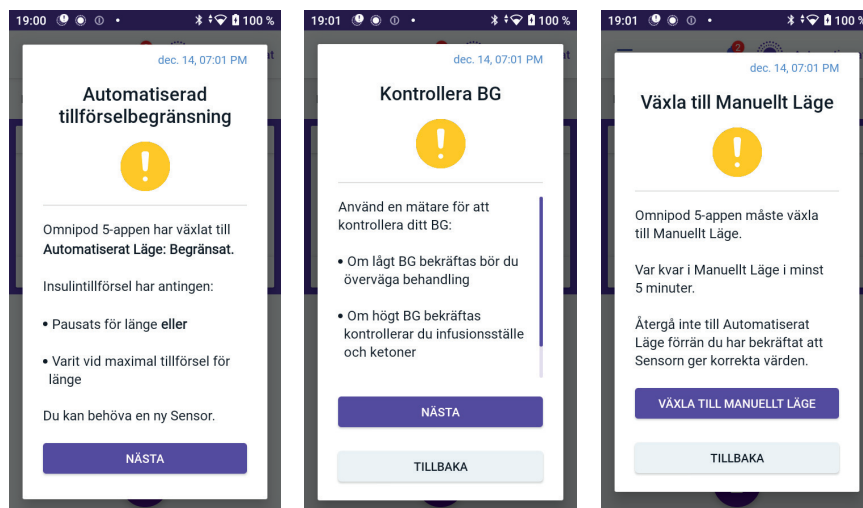 19:00
100 %
dec. 14, 07:01 PM
Automatiserad
tillförselbegränsning
Omnipod 5-appen har växlat till
Automatiserat Läge: Begränsat.
Insulintillförsel har antingen:
• Pausats för länge eller
• Varit vid maximal tillförsel för
länge
Du kan behöva en ny Sensor.
NÄSTA
19:01
100 %
dec. 14, 07:01 PM
Kontrollera BG
Använd en mätare för att
kontrollera ditt BG:
• Om lågt BG bekräftas bör du
överväga behandling
• Om högt BG bekräftas
kontrollerar du infusionsställe
och ketoner
NÄSTA
TILLBAKA
19:01
100 %
2
dec. 14, 07:01 PM
Växla till Manuellt Läge
Omnipod 5-appen måste växla
till Manuellt Läge.
Var kvar i Manuellt Läge i minst
5 minuter.
Återgå inte till Automatiserat
Läge förrän du har bekräftat att
Sensorn ger korrekta värden.
VÄXLA TILL MANUELLT LÄGE
TILLBAKA